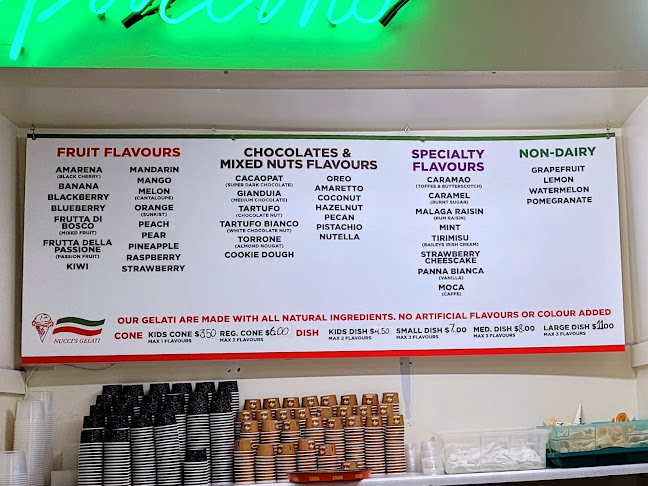 FRUIT FLAVOURS
AMARENA
(BLACK CHERRY)
BANANA
BLACKBERRY
BLUEBERRY
FRUTTA DI
BOSCO
(MIXED FRUIT)
FRUTTA DELLA
PASSIONE
(PASSION FRUIT)
KIWI
MANDARIN
MANGO
MELON
(CANTALOUPE)
ORANGE
(SUNKIST)
PEACH
PEAR
PINEAPPLE
RASPBERRY
STRAWBERRY
CHOCOLATES &
MIXED NUTS FLAVOURS
CACAOPAT
(SUPER DARK CHOCOLATE)
GIANDUIA
(MEDIUM CHOCOLATE)
TARTUFO
(CHOCOLATE NUT)
TARTUFO BIANCO
(WHITE CHOCOLATE NUT)
TORRONE
(ALMOND NUGAT)
COOKIE DOUGH
OREO
AMARETTO
COCONUT
HAZELNUT
PECAN
PISTACHIO
NUTELLA
SPECIALTY
FLAVOURS
CARAMAO
(TOFFEE & BUTTERSCOTCH)
CARAMEL
(BURNT SUGAR)
MALAGA RAISIN
(RUM RAISIN)
MINT
TIRIMISU
(BAILEYS IRISH CREAM)
STRAWBERRY
CHEESCAKE
PANNA BIANCA
(VANILLA)
MOCA
(CAFFE)
NON-DAIRY
GRAPEFRUIT
LEMON
WATERMELON
POMEGRANATE
OUR GELATI ARE MADE WITH ALL NATURAL INGREDIENTS. NO ARTIFICIAL FLAVOURS OR COLOUR ADDED
NUCCI'S GELATI
CONE KIDS CONE $3.50 REG. CONE $6.00 DISH KIDS DISH $4.50 SMALL DISH $7.00 MED. DISH $8.00 LARGE DISH $11.00
MAX 1 FLAVOURS MAX 2 FLAVOURS MAX 2 FLAVOURS MAX 2 FLAVOURS MAX 3 FLAVOURS MAX 3 FLAVOURS